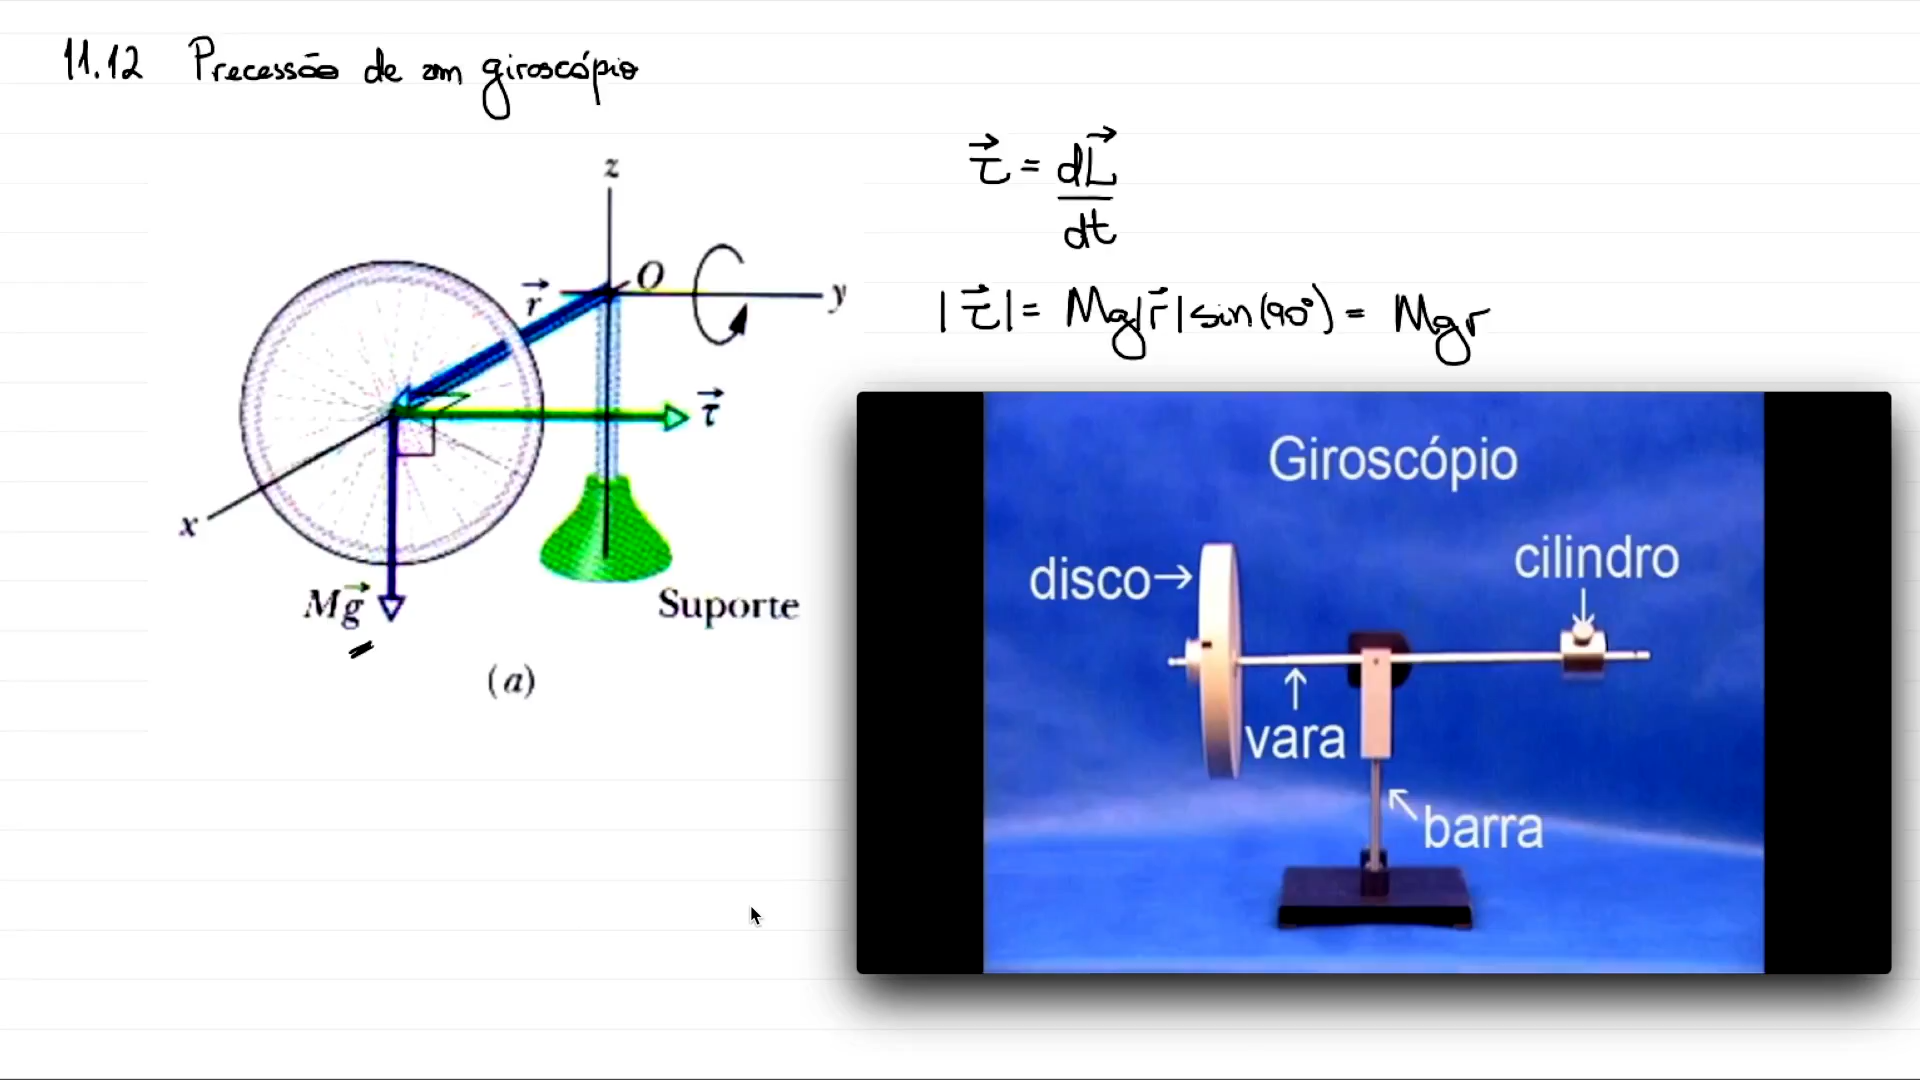 11.12 Precessão de um giroscópio
z
r⃗
O
y
τ⃗
x
Mg⃗
Suporte
(a)
τ⃗ = dL⃗
dt
|τ⃗| = Mg|r⃗|sin(90°) = Mgr
Giroscópio
disco→
cilindro
vara
barra